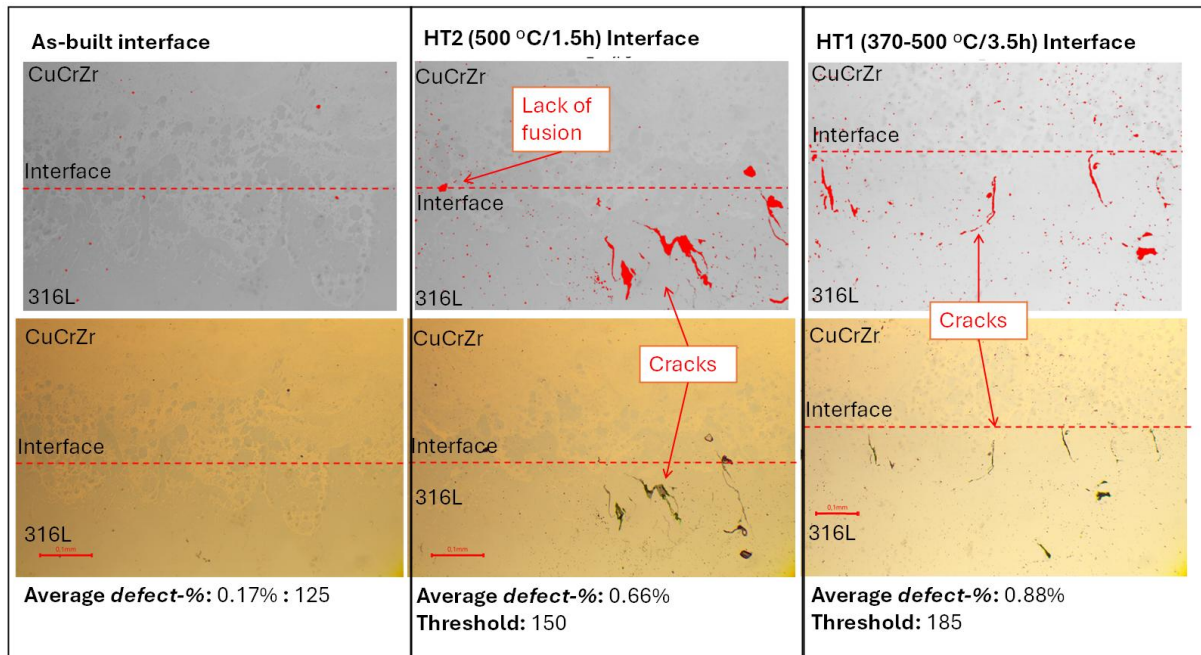 As-built interface
CuCrZr
Interface
316L
CuCrZr
Interface
316L
0.1mm
Average defect-%: 0.17% : 125
HT2 (500 ºC/1.5h) Interface
CuCrZr
Lack of
fusion
Interface
316L
Cracks
CuCrZr
Interface
316L
0.1mm
Average defect-%: 0.66%
Threshold: 150
HT1 (370-500 ºC/3.5h) Interface
CuCrZr
Interface
316L
Cracks
CuCrZr
Interface
316L
0.1mm
Average defect-%: 0.88%
Threshold: 185